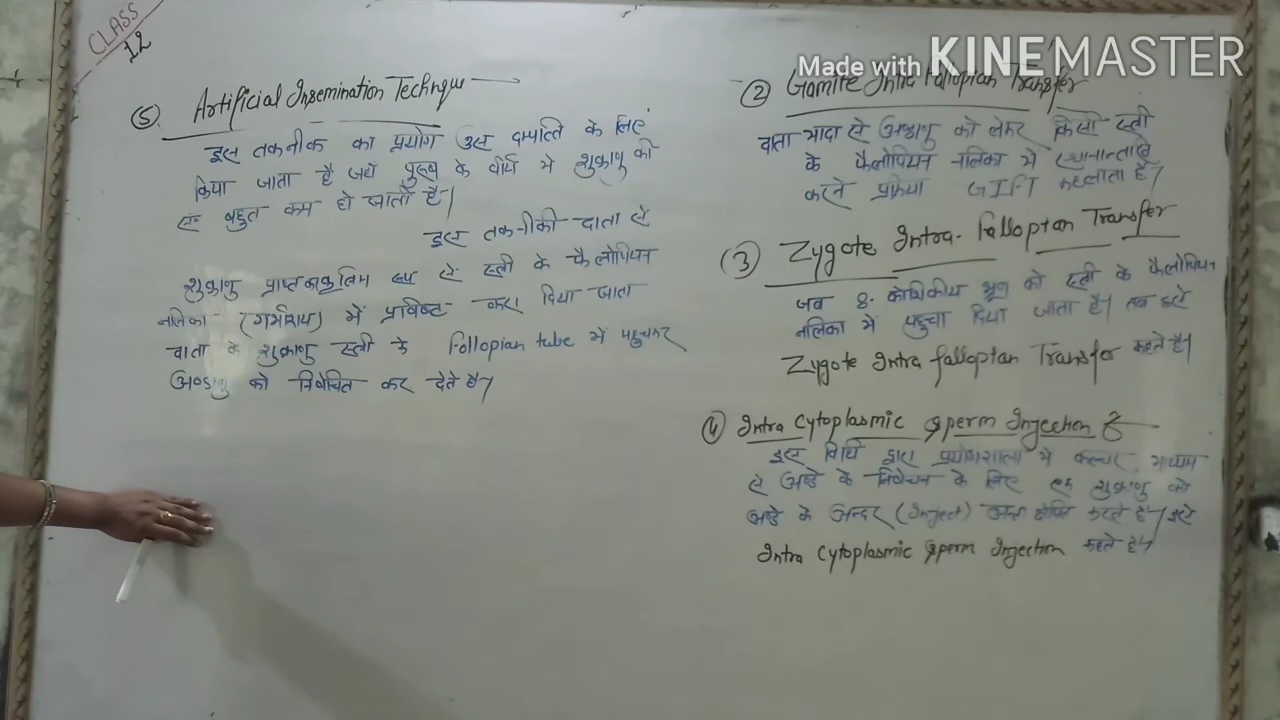 CLASS
12
(5) Artificial Insemination Technique
इस तकनीक का प्रयोग उस दम्पत्ति के लिए
किया जाता है जहाँ पुरूष के वीर्य मे शुक्राणु की
सं० बहुत कम हो जाती है।
इस तकनीकी दाता से
शुक्राणु प्राप्त कृत्रिम रूप से स्त्री के फैलोपियन
नलिका (गर्भाशय) में प्रविष्ट करा दिया जाता
दाता के शुक्राणु स्त्री के Fallopian tube में पहुचकर
अण्डाणु को निषेचित कर देते है।
Made with KINEMASTER
(2) Gamite Intra Fallopian Transfer
दाता मादा से अण्डाणु को लेकर किसी स्त्री
के फैलोपियन नलिका मे स्थानान्तरित
करने प्रक्रिया GIFT कहलाता है।
(3) Zygote Intra-Fallopian Transfer
जब 8-कोशिकीय भ्रूण को स्त्री के फैलोपियन
नलिका में पहुचा दिया जाता है। तब इसे
Zygote Intra fallopian Transfer कहते है।
(4) Intra Cytoplasmic Sperm Injection
इस विधि द्वारा प्रयोगशाला मे कल्चर माध्यम
से अण्डे के निषेचन के लिए एक शुक्राणु को
अण्डे के अन्दर (Inject) करते है। इसे
Intra Cytoplasmic Sperm Injection कहते है।